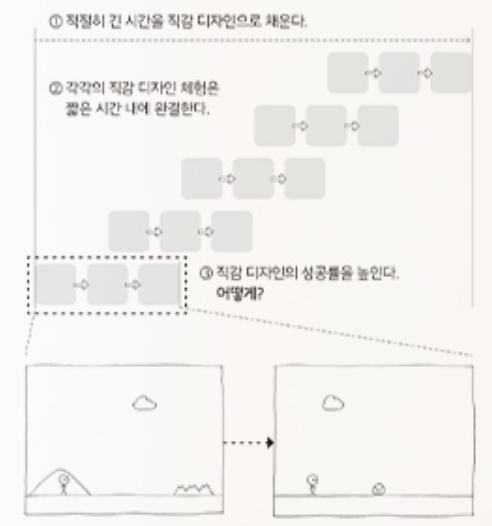 ① 적절히 긴 시간을 직감 디자인으로 채운다.
② 각각의 직감 디자인 체험은
짧은 시간 내에 완결한다.
③ 직감 디자인의 성공률을 높인다.
어떻게?